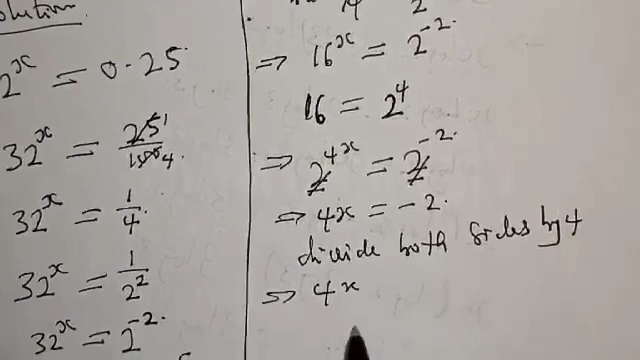 Solution
2^x = 0.25
32^x = 25/100 1/4
32^x = 1/4
32^x = 1/2^2
32^x = 2^-2
⇒ 16^x = 2^-2
16 = 2^4
⇒ 2^4x = 2^-2
⇒ 4x = -2
divide both sides by 4
⇒ 4x